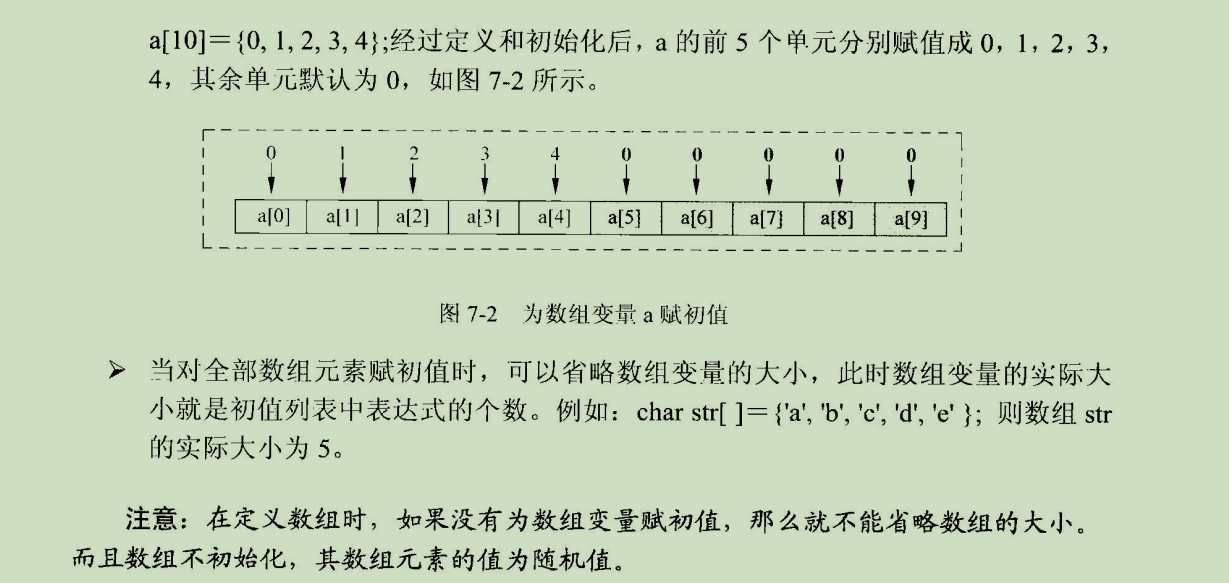 a[10]={0, 1, 2, 3, 4};经过定义和初始化后，a 的前 5 个单元分别赋值成 0，1，2，3，
4，其余单元默认为 0，如图 7-2 所示。
0 1 2 3 4 0 0 0 0 0
a[0] a[1] a[2] a[3] a[4] a[5] a[6] a[7] a[8] a[9]
图 7-2 为数组变量 a 赋初值
➢ 当对全部数组元素赋初值时，可以省略数组变量的大小，此时数组变量的实际大
小就是初值列表中表达式的个数。例如：char str[ ]={'a', 'b', 'c', 'd', 'e' }；则数组 str
的实际大小为 5。
注意：在定义数组时，如果没有为数组变量赋初值，那么就不能省略数组的大小。
而且数组不初始化，其数组元素的值为随机值。